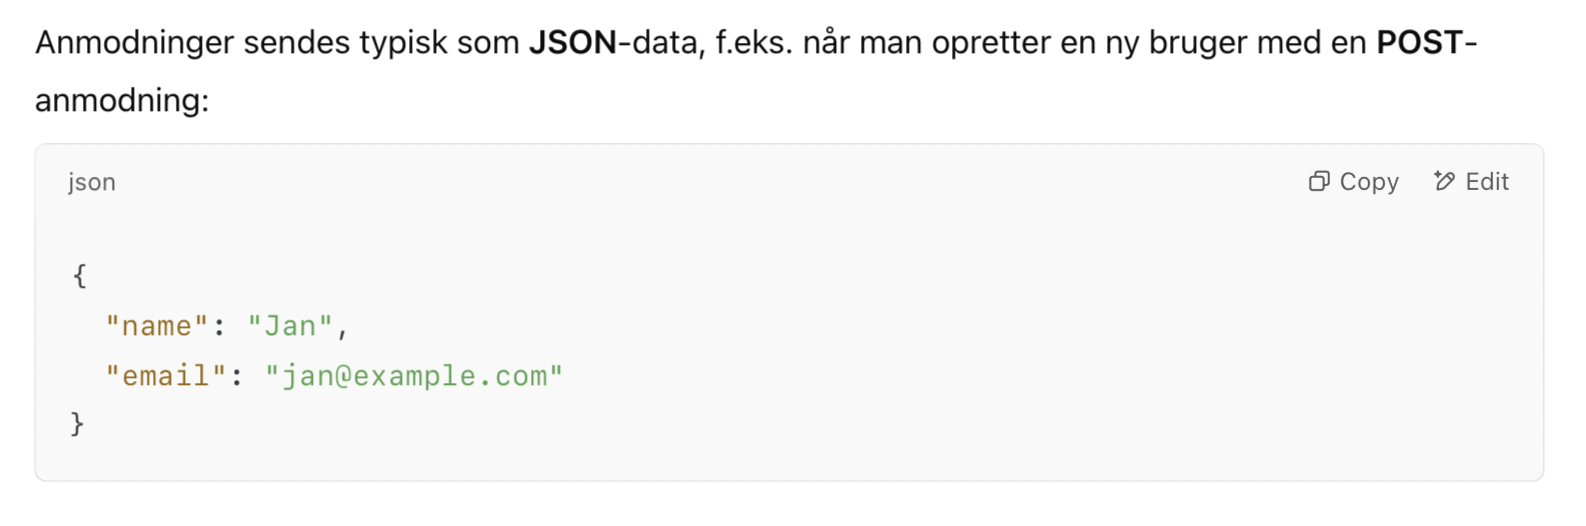 Anmodninger sendes typisk som JSON-data, f.eks. når man opretter en ny bruger med en POST-
anmodning:
json Copy Edit
{
  "name": "Jan",
  "email": "jan@example.com"
}